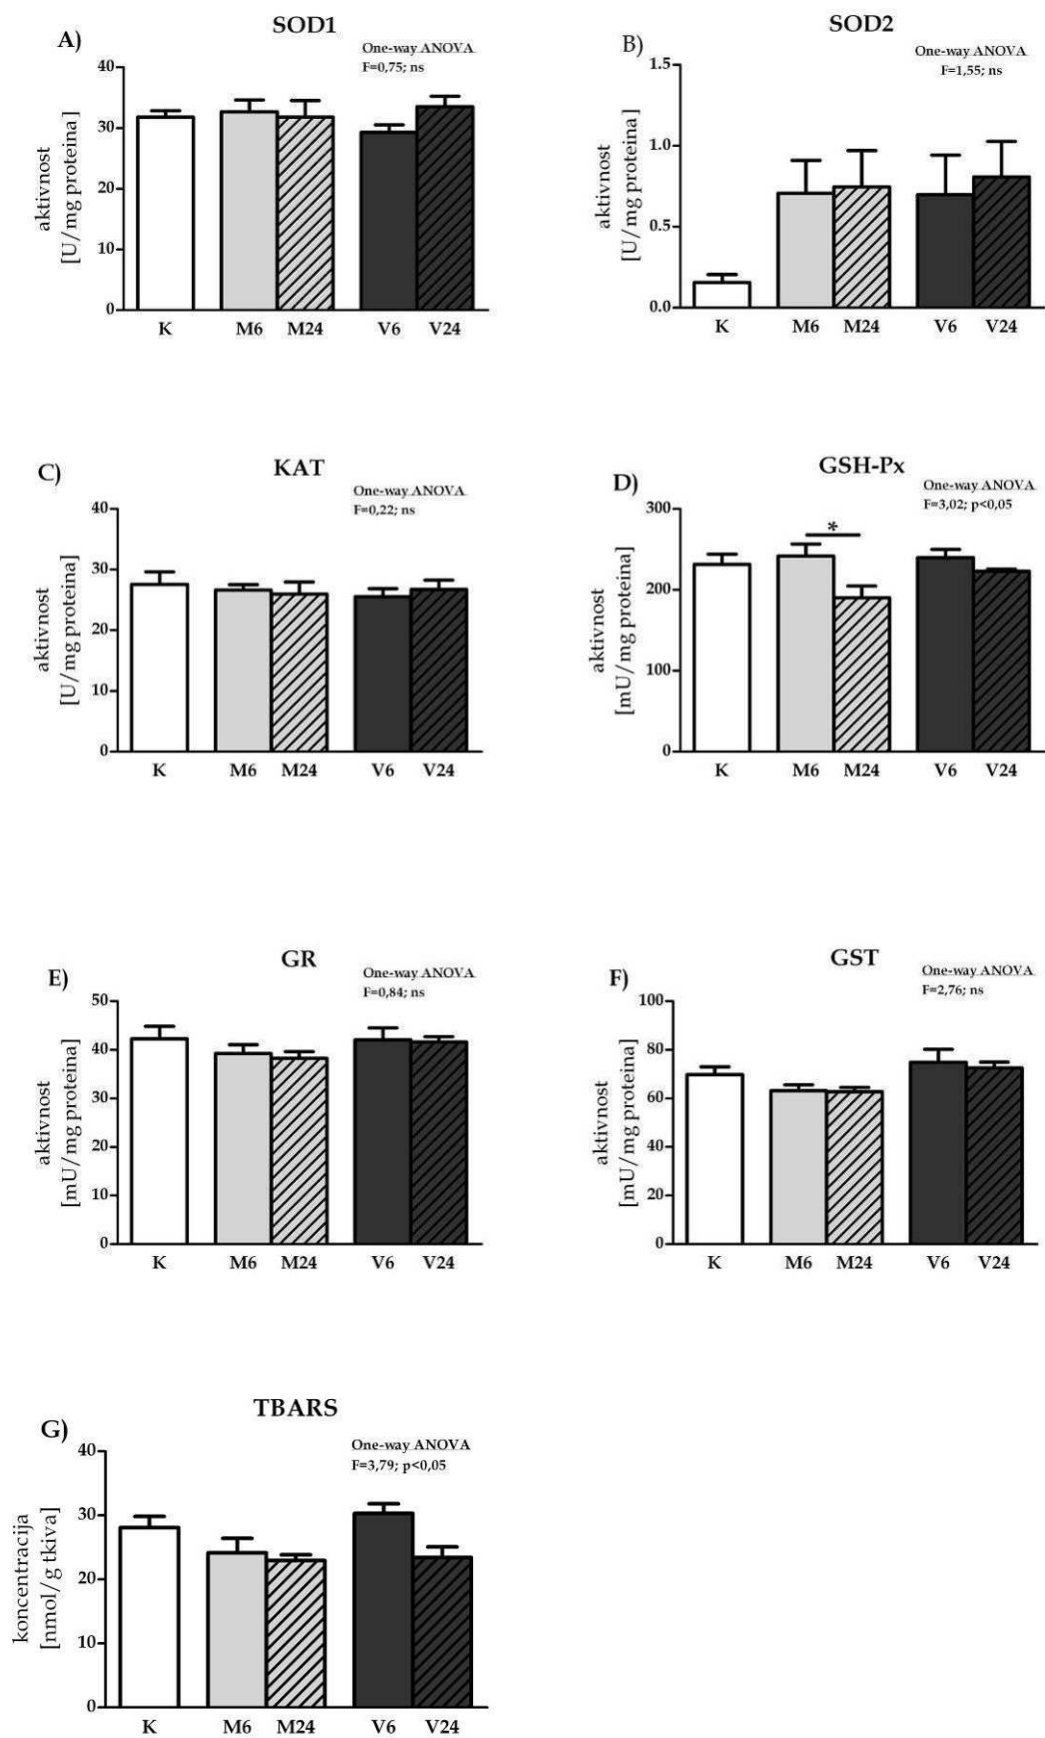 A)
SOD1
One-way ANOVA
F=0,75; ns
aktivnost
[U/mg proteina]
40
30
20
10
0
K M6 M24 V6 V24
B)
SOD2
One-way ANOVA
F=1,55; ns
aktivnost
[U/mg proteina]
1.5
1.0
0.5
0.0
K M6 M24 V6 V24
C)
KAT
One-way ANOVA
F=0,22; ns
aktivnost
[U/mg proteina]
40
30
20
10
0
K M6 M24 V6 V24
D)
GSH-Px
One-way ANOVA
F=3,02; p<0,05
aktivnost
[mU/mg proteina]
300
200
100
0
*
K M6 M24 V6 V24
E)
GR
One-way ANOVA
F=0,84; ns
aktivnost
[mU/mg proteina]
50
40
30
20
10
0
K M6 M24 V6 V24
F)
GST
One-way ANOVA
F=2,76; ns
aktivnost
[mU/mg proteina]
100
80
60
40
20
0
K M6 M24 V6 V24
G)
TBARS
One-way ANOVA
F=3,79; p<0,05
koncentracija
[nmol/g tkiva]
40
30
20
10
0
K M6 M24 V6 V24